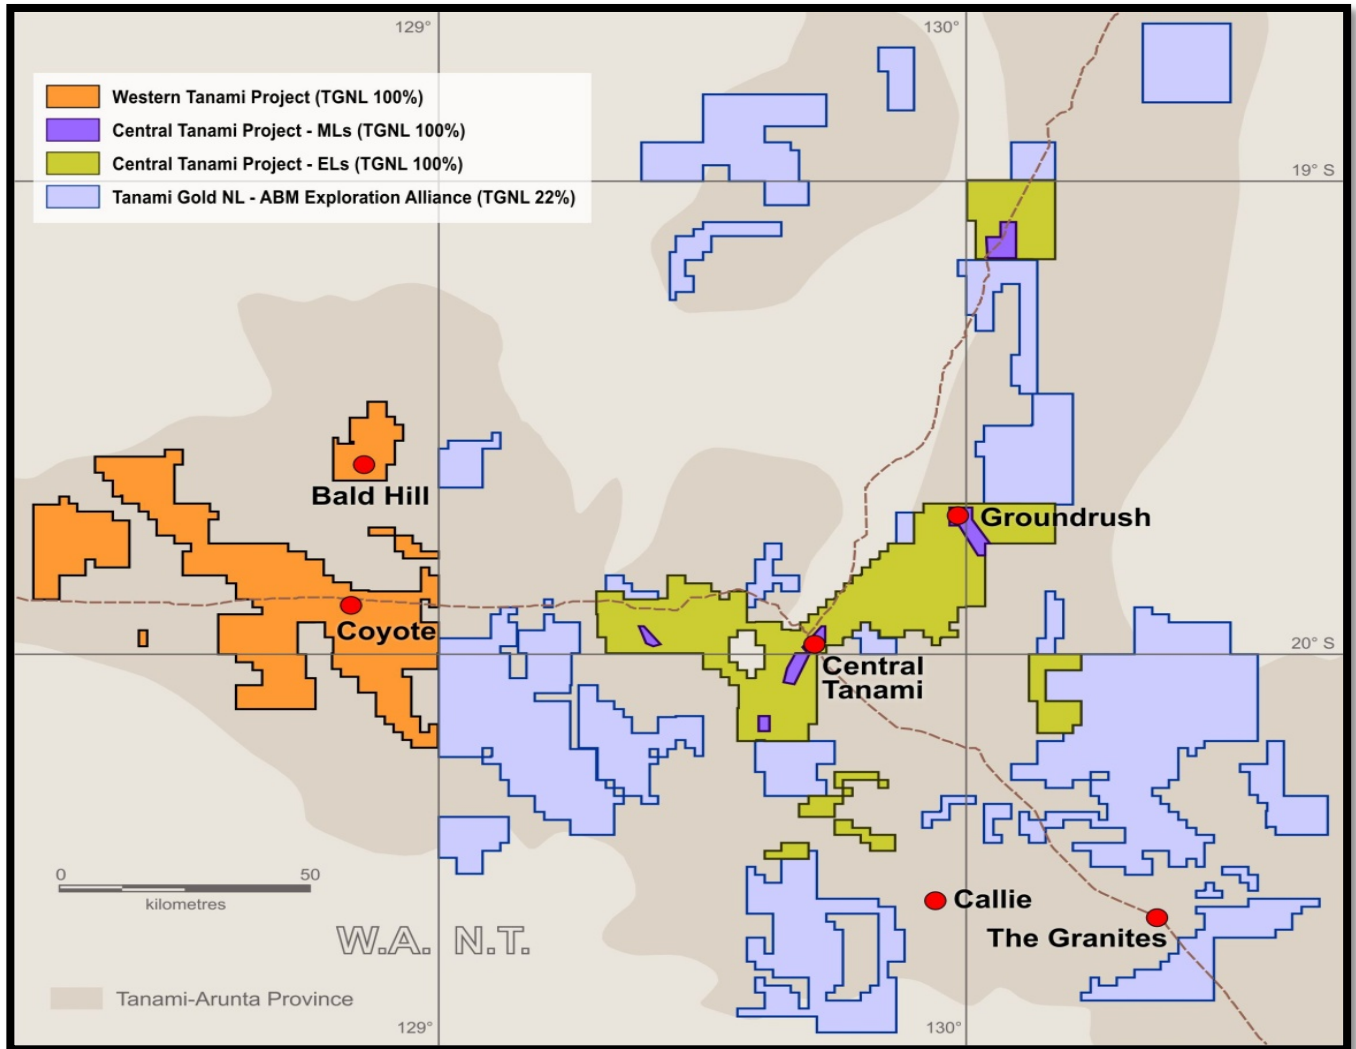 129°
130°
Western Tanami Project (TGNL 100%)
Central Tanami Project - MLs (TGNL 100%)
Central Tanami Project - ELs (TGNL 100%)
Tanami Gold NL - ABM Exploration Alliance (TGNL 22%)
19° S
Bald Hill
Groundrush
Coyote
20° S
Central
Tanami
0
50
kilometres
Callie
W.A. N.T.
The Granites
Tanami-Arunta Province
129°
130°